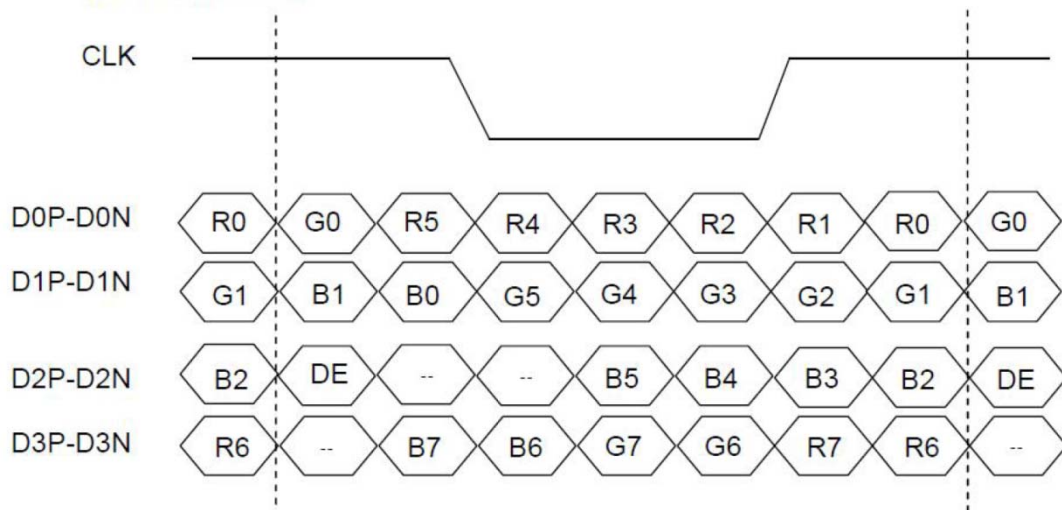 CLK
D0P-D0N R0 G0 R5 R4 R3 R2 R1 R0 G0
D1P-D1N G1 B1 B0 G5 G4 G3 G2 G1 B1
D2P-D2N B2 DE -- -- B5 B4 B3 B2 DE
D3P-D3N R6 -- B7 B6 G7 G6 R7 R6 --